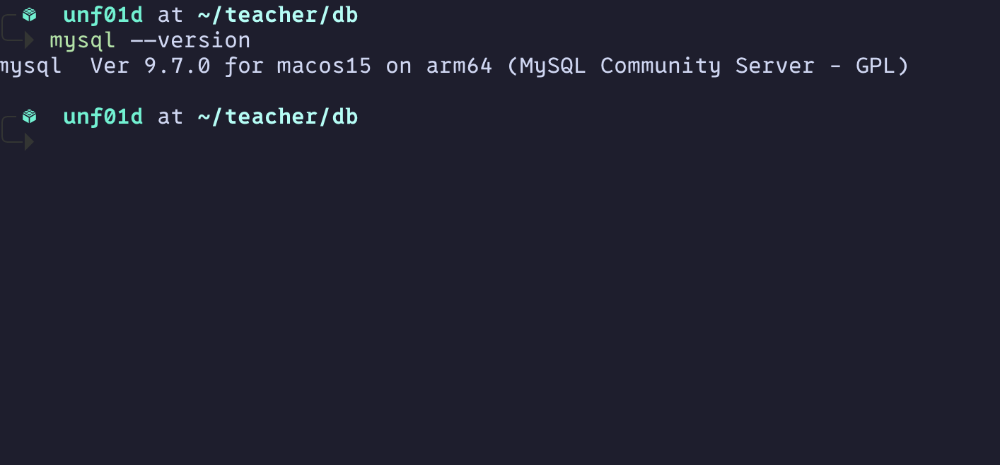 unf01d at ~/teacher/db
mysql --version
mysql  Ver 9.7.0 for macos15 on arm64 (MySQL Community Server - GPL)
unf01d at ~/teacher/db